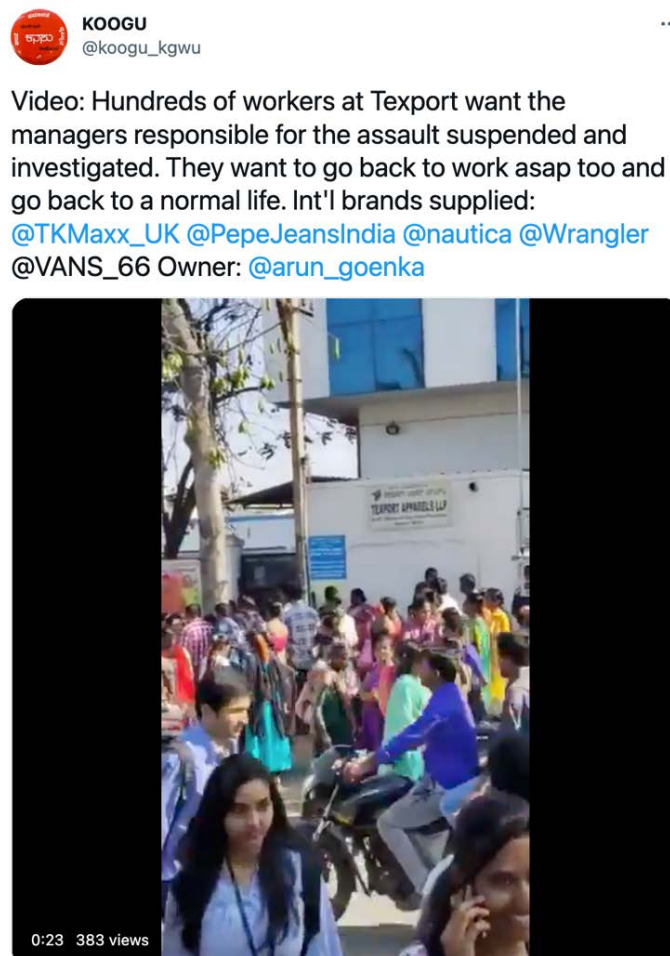 KOOGU
@koogu_kgwu
Video: Hundreds of workers at Texport want the
managers responsible for the assault suspended and
investigated. They want to go back to work asap too and
go back to a normal life. Int'l brands supplied:
@TKMaxx_UK @PepeJeansIndia @nautica @Wrangler
@VANS_66 Owner: @arun_goenka
TEXPORT APPARELS LLP
0:23 383 views